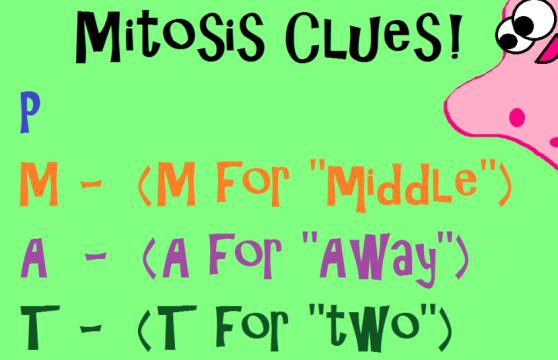 Mitosis Clues!
P
M - (M For "Middle")
A - (A For "Away")
T - (T For "two")